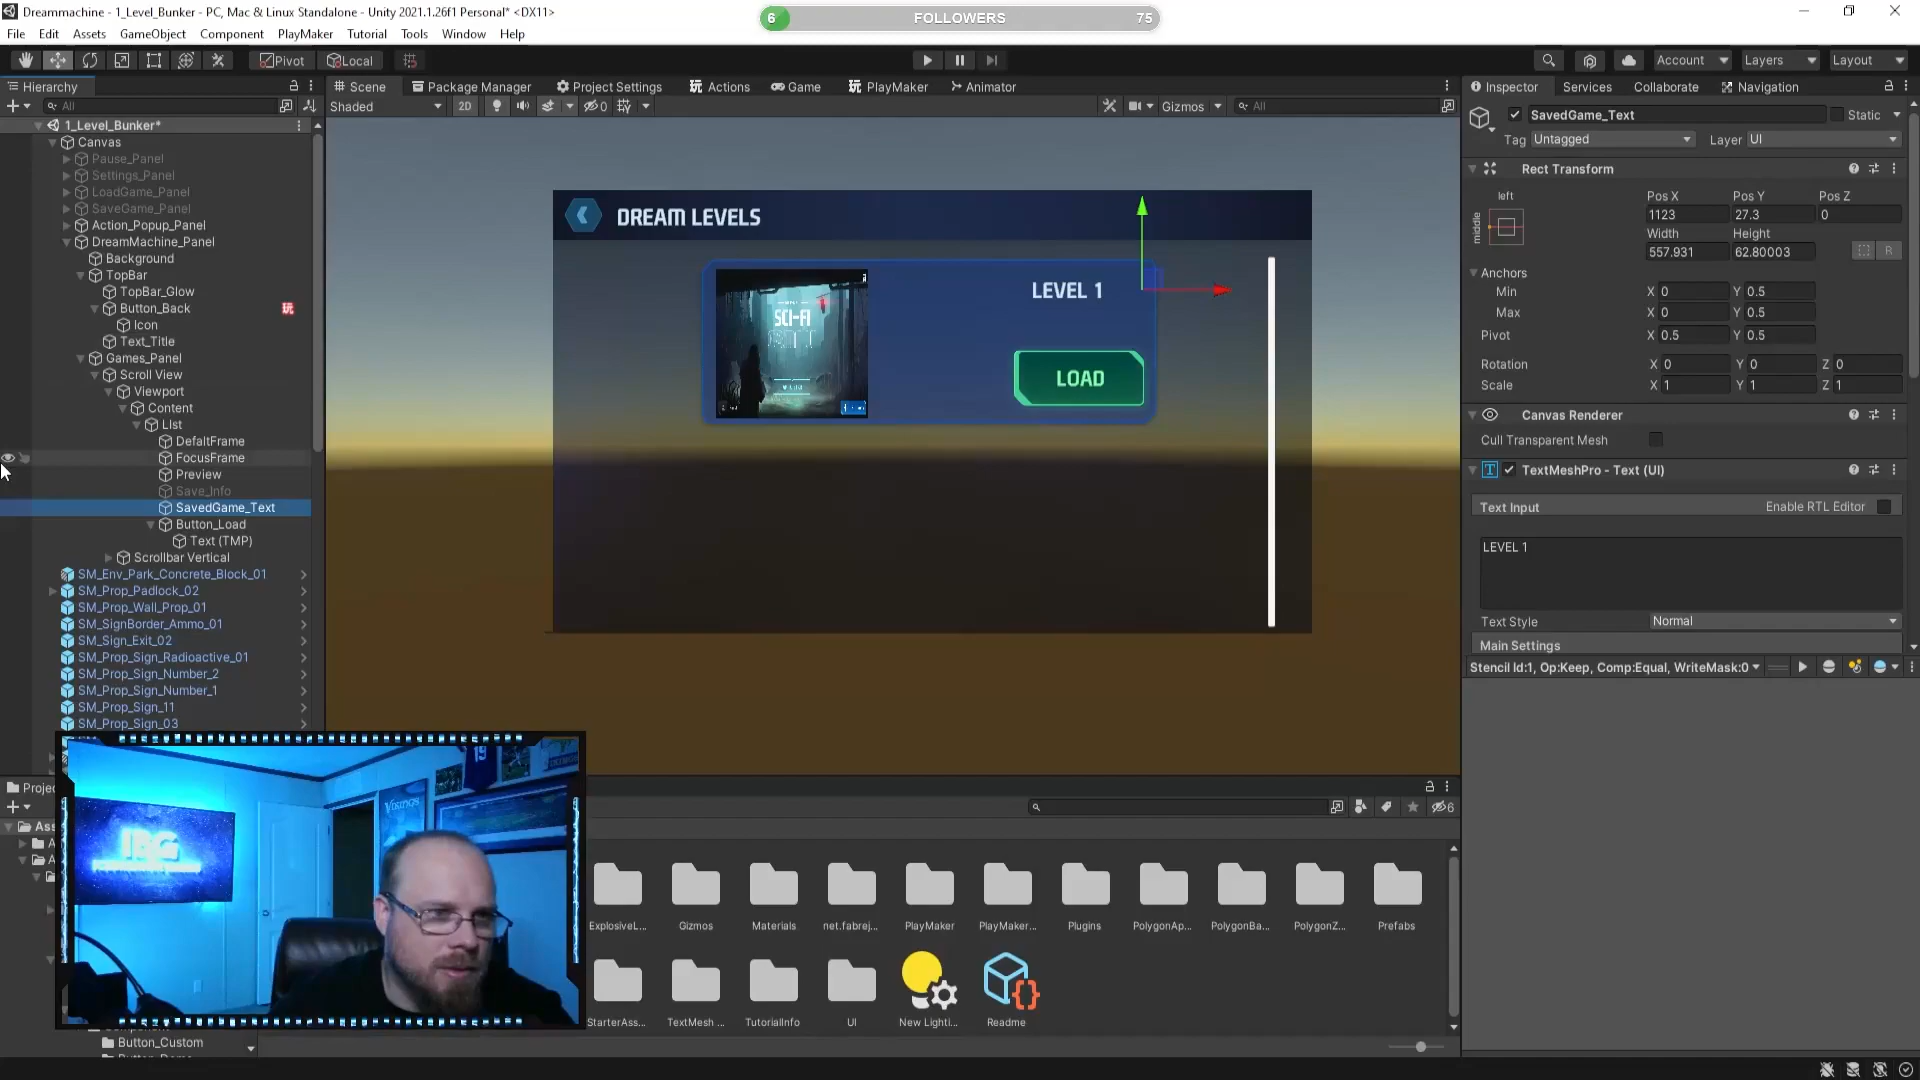 Dreammachine - 1_Level_Bunker - PC, Mac & Linux Standalone - Unity 2021.1.26f1 Personal* <DX11>
6 FOLLOWERS 75
File Edit Assets GameObject Component PlayMaker Tutorial Tools Window Help
Pivot Local
Account Layers Layout
Hierarchy
Scene Package Manager Project Settings Actions Game PlayMaker Animator
Inspector Services Collaborate Navigation
All
Shaded 2D 0 Gizmos All
1_Level_Bunker*
Canvas
Pause_Panel
Settings_Panel
LoadGame_Panel
SaveGame_Panel
Action_Popup_Panel
DreamMachine_Panel
Background
TopBar
TopBar_Glow
Button_Back
Icon
Text_Title
Games_Panel
Scroll View
Viewport
Content
LIst
DefaltFrame
FocusFrame
Preview
Save_Info
SavedGame_Text
Button_Load
Text (TMP)
Scrollbar Vertical
SM_Env_Park_Concrete_Block_01
SM_Prop_Padlock_02
SM_Prop_Wall_Prop_01
SM_SignBorder_Ammo_01
SM_Sign_Exit_02
SM_Prop_Sign_Radioactive_01
SM_Prop_Sign_Number_2
SM_Prop_Sign_Number_1
SM_Prop_Sign_11
SM_Prop_Sign_03
DREAM LEVELS
SCI-FI
LEVEL 1
LOAD
SavedGame_Text Static
Tag Untagged Layer UI
Rect Transform
left
middle
Pos X Pos Y Pos Z
1123 27.3 0
Width Height
557.931 62.80003
R
Anchors
Min X 0 Y 0.5
Max X 0 Y 0.5
Pivot X 0.5 Y 0.5
Rotation X 0 Y 0 Z 0
Scale X 1 Y 1 Z 1
Canvas Renderer
Cull Transparent Mesh
TextMeshPro - Text (UI)
Text Input Enable RTL Editor
LEVEL 1
Text Style Normal
Main Settings
Stencil Id:1, Op:Keep, Comp:Equal, WriteMask:0
Projec
Ass
6
VIKINGS
19
IBG
ExplosiveL... Gizmos Materials net.fabrej... PlayMaker PlayMaker... Plugins PolygonAp... PolygonBa... PolygonZ... Prefabs
StarterAss... TextMesh ... TutorialInfo UI New Lighti... Readme
Button_Custom